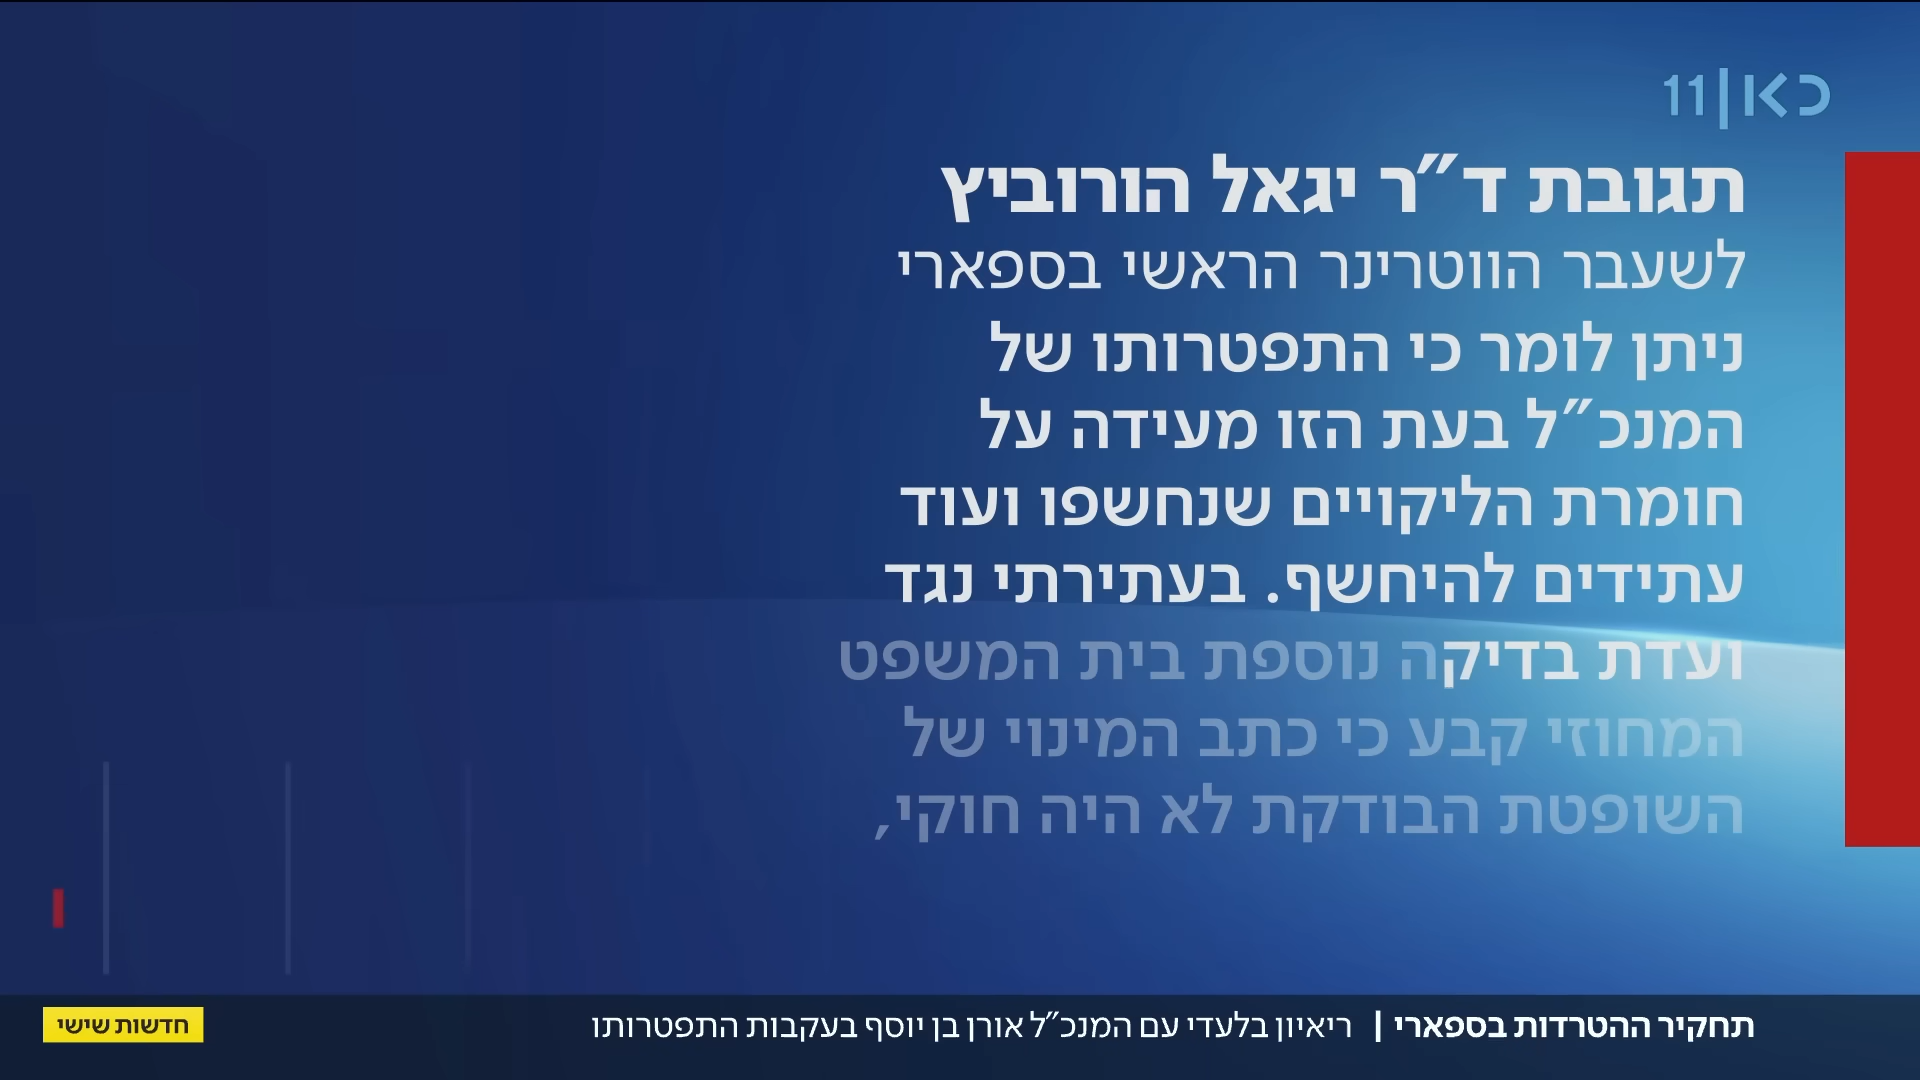 כאן 11
תגובת ד״ר יגאל הורוביץ
לשעבר הווטרינר הראשי בספארי
ניתן לומר כי התפטרותו של
המנכ״ל בעת הזו מעידה על
חומרת הליקויים שנחשפו ועוד
עתידים להיחשף. בעתירתי נגד
ועדת בדיקה נוספת בית המשפט
המחוזי קבע כי כתב המינוי של
השופטת הבודקת לא היה חוקי,
תחקיר ההטרדות בספארי | ריאיון בלעדי עם המנכ״ל אורן בן יוסף בעקבות התפטרותו
חדשות שישי